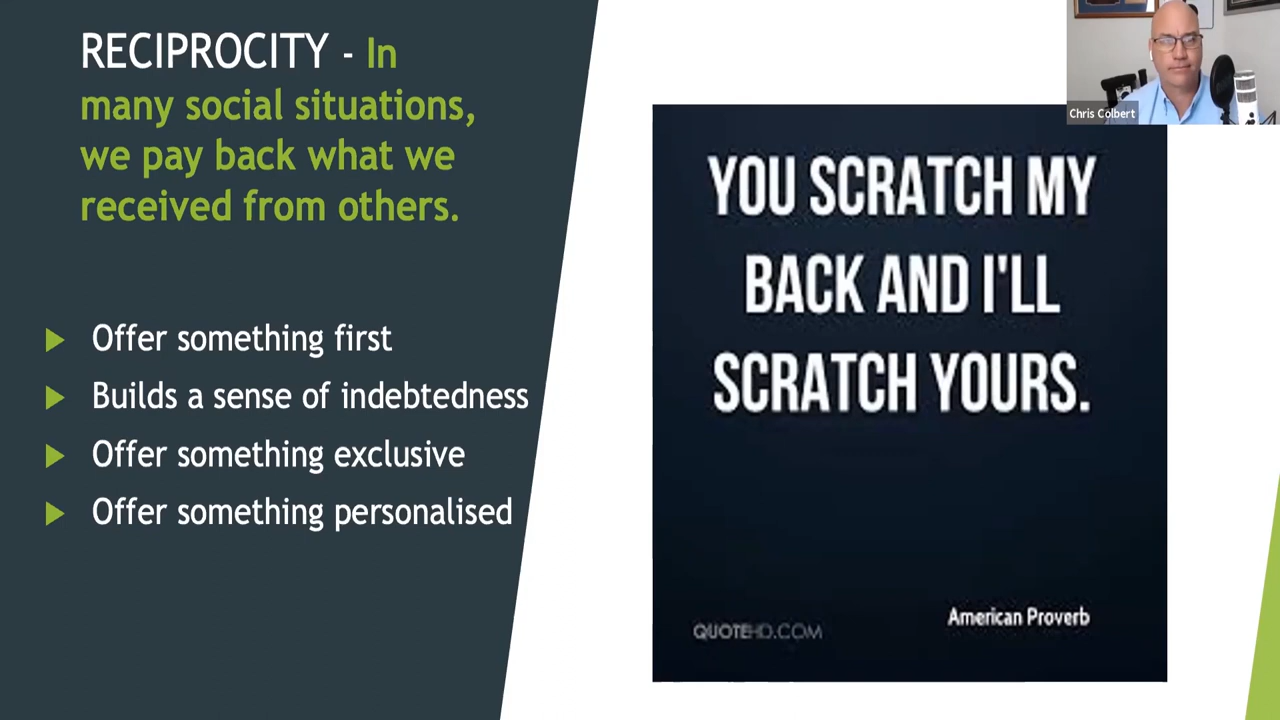 RECIPROCITY - In
many social situations,
we pay back what we
received from others.
Offer something first
Builds a sense of indebtedness
Offer something exclusive
Offer something personalised
YOU SCRATCH MY
BACK AND I'LL
SCRATCH YOURS.
American Proverb
QUOTEHD.COM
Chris Colbert